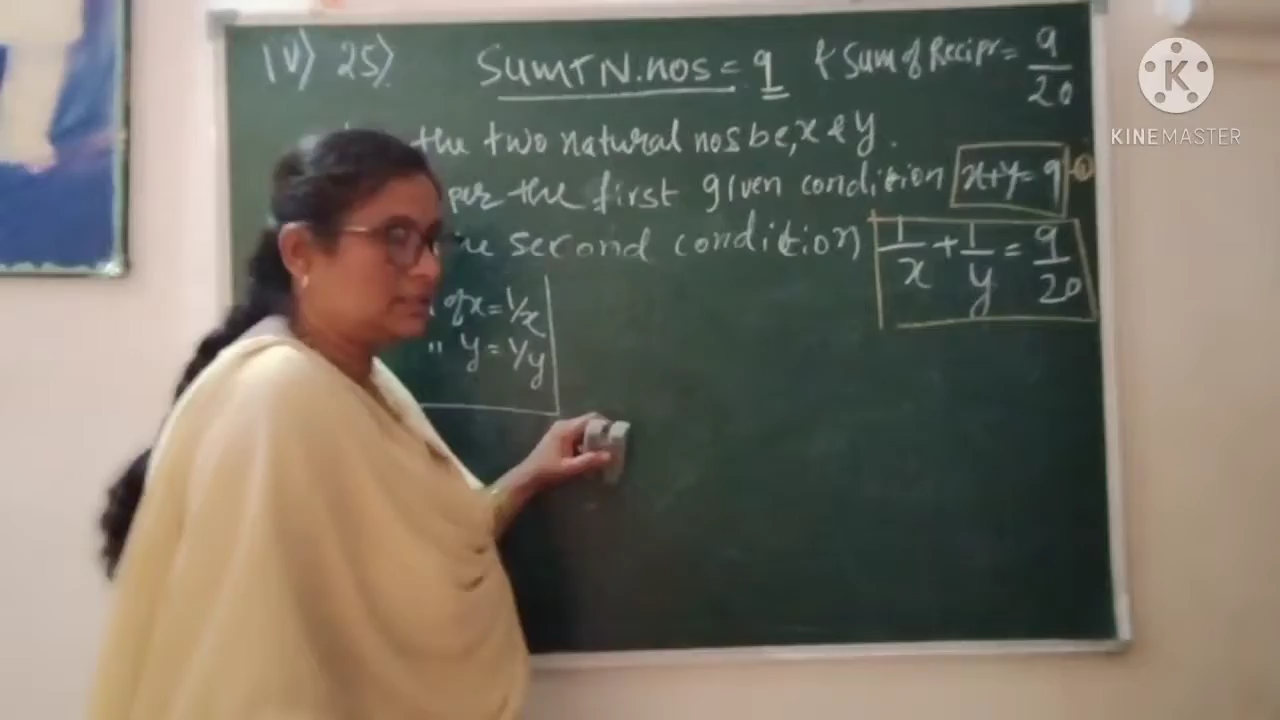 IV) 25) Sum T N.nos = 9 & Sum of Recipr = 9/20
the two natural nos be, x & y.
per the first given condition x+y=9 ①
second condition 1/x + 1/y = 9/20
of x = 1/x
" y = 1/y
KINEMASTER